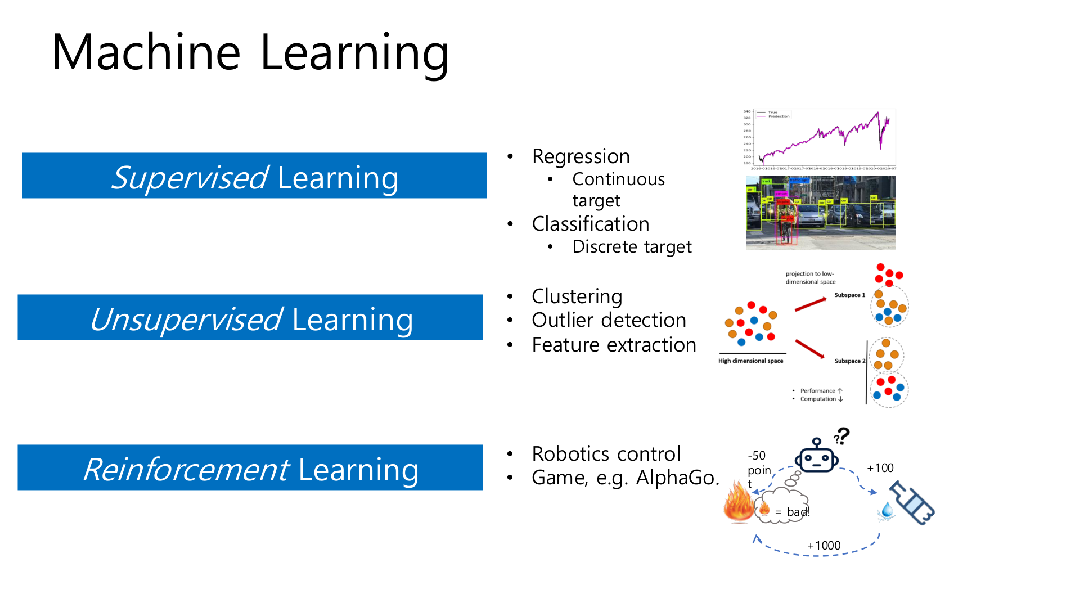 Machine Learning
Supervised Learning
• Regression
• Continuous
target
• Classification
• Discrete target
True
Prediction
Unsupervised Learning
• Clustering
• Outlier detection
• Feature extraction
projection to low-
dimensional space
Subspace 1
High-dimensional space
Subspace 2
• Performance ↑
• Computation ↓
Reinforcement Learning
• Robotics control
• Game, e.g. AlphaGo.
??
-50
poin
t
+100
= bad!
+1000